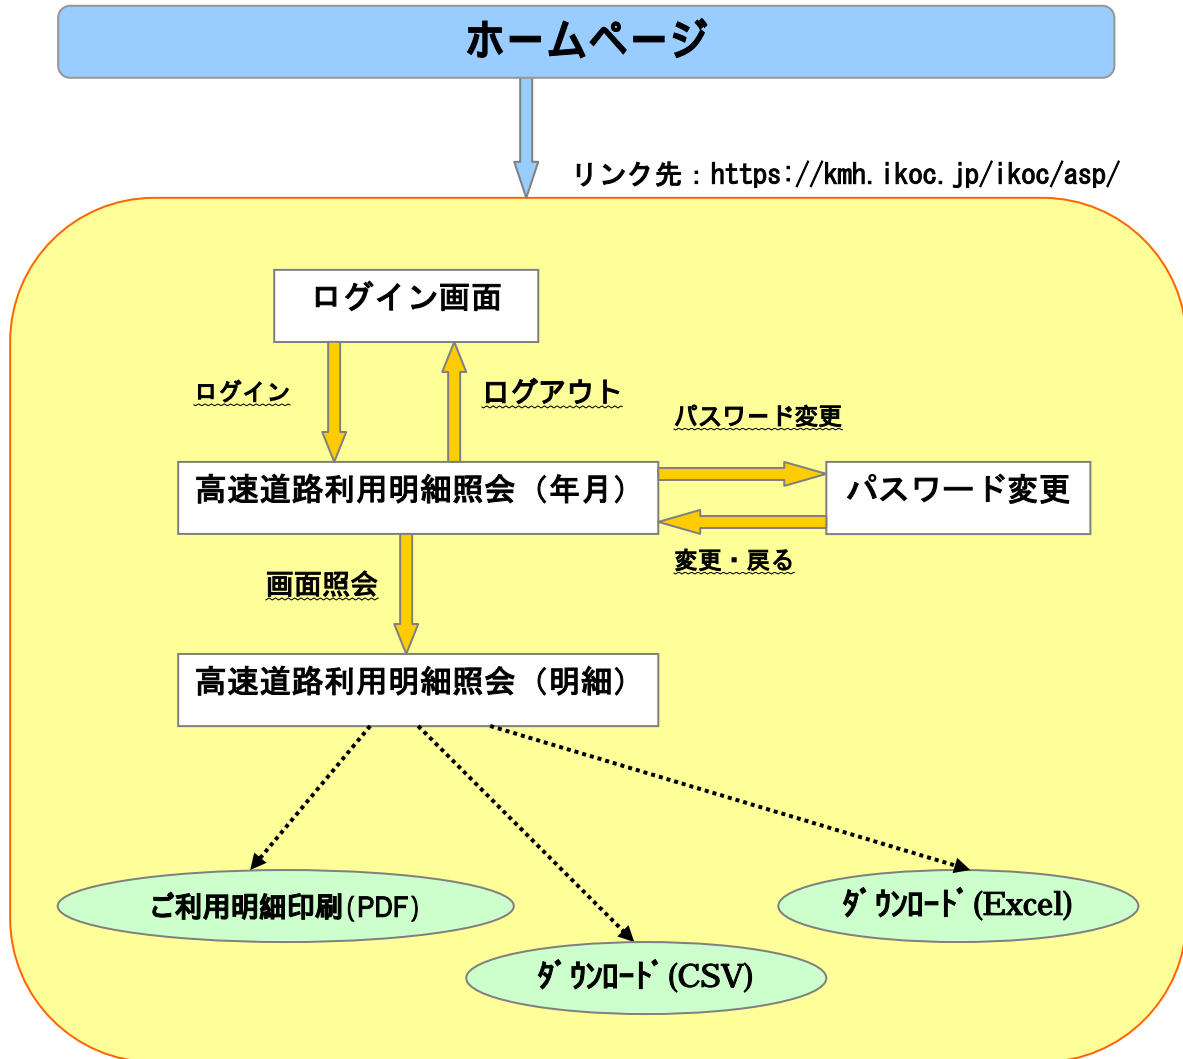 ホームページ
リンク先：https://kmh.ikoc.jp/ikoc/asp/
ログイン画面
ログイン
ログアウト
パスワード変更
高速道路利用明細照会（年月）
パスワード変更
変更・戻る
画面照会
高速道路利用明細照会（明細）
ご利用明細印刷(PDF)
ﾀﾞｳﾝﾛｰﾄﾞ(Excel)
ﾀﾞｳﾝﾛｰﾄﾞ(CSV)